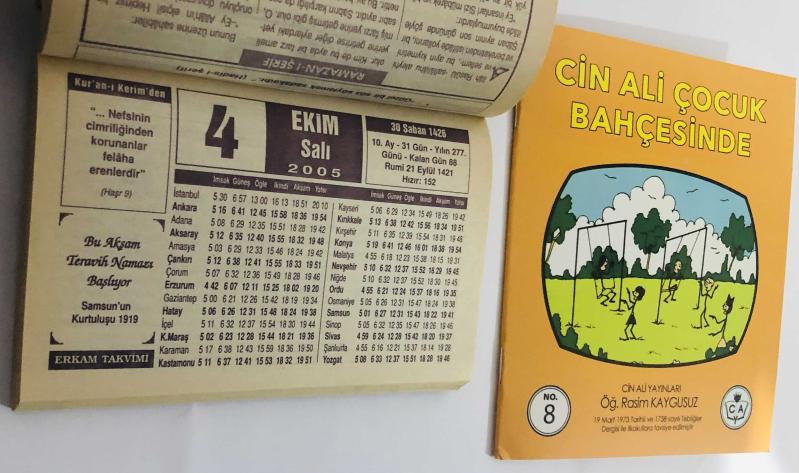 RAMAZAN-I ŞERİF
Kur'an-ı Kerim'den
"... Nefsinin
cimriliğinden
korunanlar
felâha
erenlerdir"
(Haşr 9)
Bu Akşam
Teravih Namazı
Başlıyor
Samsun'un
Kurtuluşu 1919
ERKAM TAKVİMİ
4
EKİM
Salı
2005
30 Şaban 1426
10. Ay - 31 Gün - Yılın 277.
Günü - Kalan Gün 88
Rumi 21 Eylül 1421
Hızır: 152
İmsak Güneş Öğle İkindi Akşam Yatsı
İstanbul 5 30 6 57 13 00 16 13 18 51 20 10
Ankara 5 16 6 41 12 45 15 58 18 36 19 54
Adana 5 08 6 29 12 35 15 51 18 28 19 42
Aksaray 5 12 6 35 12 40 15 55 18 32 19 48
Amasya 5 03 6 29 12 33 15 46 18 24 19 42
Çankırı 5 12 6 38 12 41 15 55 18 33 19 51
Çorum 5 07 6 32 12 36 15 49 18 28 19 46
Erzurum 4 42 6 07 12 11 15 25 18 02 19 20
Gaziantep 5 00 6 21 12 26 15 42 18 19 19 34
Hatay 5 06 6 26 12 31 15 48 18 24 19 38
İçel 5 11 6 32 12 37 15 54 18 30 19 44
K.Maraş 5 02 6 23 12 28 15 44 18 21 19 36
Karaman 5 17 6 38 12 43 15 59 18 36 19 50
Kastamonu 5 11 6 37 12 41 15 53 18 32 19 51
İmsak Güneş Öğle İkindi Akşam Yatsı
Kayseri 5 06 6 29 12 34 15 49 18 26 19 42
Kırıkkale 5 13 6 38 12 42 15 56 18 34 19 51
Kırşehir 5 11 6 35 12 39 15 54 18 31 19 48
Konya 5 19 6 41 12 46 16 01 18 38 19 54
Malatya 4 55 6 18 12 23 15 38 18 15 19 31
Nevşehir 5 10 6 32 12 37 15 52 18 29 19 45
Niğde 5 10 6 32 12 37 15 52 18 30 19 45
Ordu 4 55 6 21 12 24 15 37 18 16 19 35
Osmaniye 5 05 6 26 12 31 15 47 18 24 19 38
Samsun 5 01 6 27 12 31 15 43 18 22 19 41
Sinop 5 05 6 32 12 35 15 47 18 26 19 46
Sivas 4 59 6 24 12 28 15 42 18 20 19 37
Şanlıurfa 4 55 6 16 12 21 15 37 18 14 19 28
Yozgat 5 08 6 33 12 37 15 51 18 28 19 46
CİN ALİ ÇOCUK
BAHÇESİNDE
NO.
8
CİN ALİ YAYINLARI
Öğ. Rasim KAYGUSUZ
19 Mart 1973 Tarihli ve 1738 sayılı Tebliğler
Dergisi ile ilkokullara tavsiye edilmiştir
C A